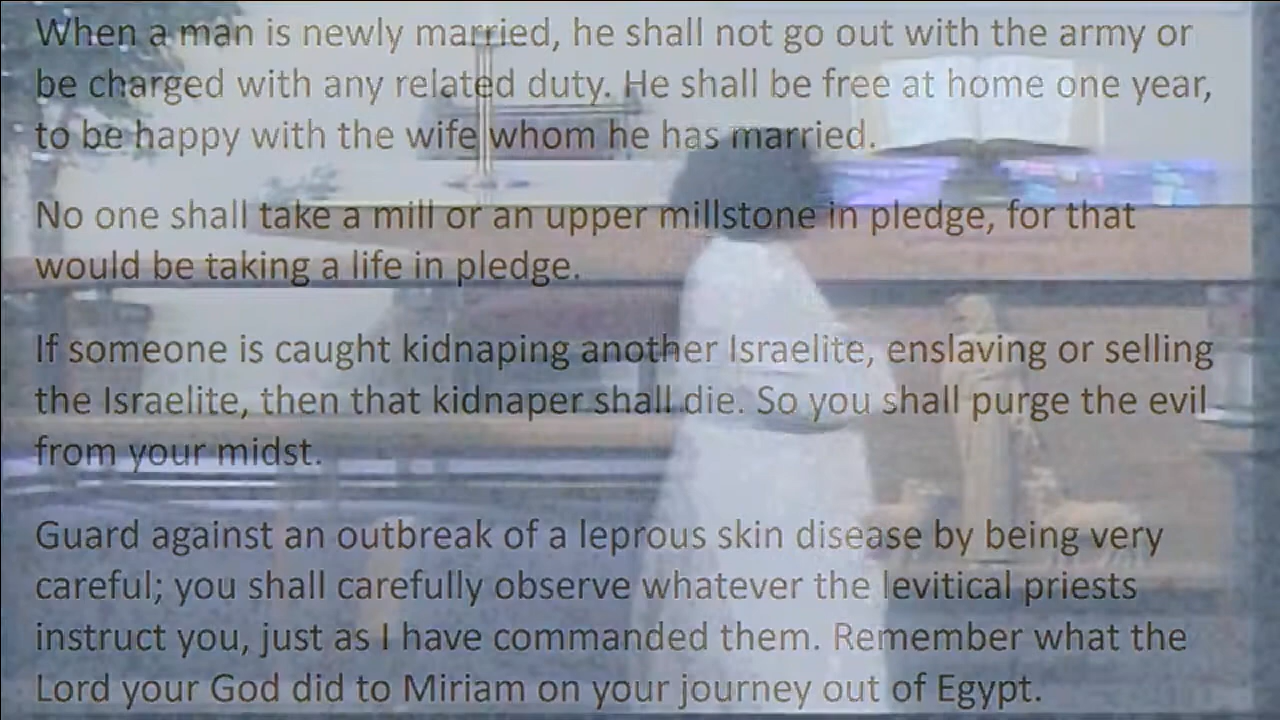 When a man is newly married, he shall not go out with the army or
be charged with any related duty. He shall be free at home one year,
to be happy with the wife whom he has married.
No one shall take a mill or an upper millstone in pledge, for that
would be taking a life in pledge.
If someone is caught kidnaping another Israelite, enslaving or selling
the Israelite, then that kidnaper shall die. So you shall purge the evil
from your midst.
Guard against an outbreak of a leprous skin disease by being very
careful; you shall carefully observe whatever the levitical priests
instruct you, just as I have commanded them. Remember what the
Lord your God did to Miriam on your journey out of Egypt.